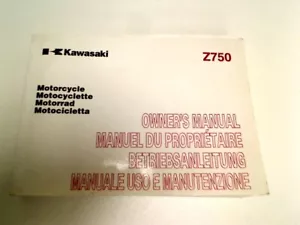 Kawasaki
Z750
Motorcycle
Motocyclette
Motorrad
Motocicletta
OWNER'S MANUAL
MANUEL DU PROPRIÉTAIRE
BETRIEBSANLEITUNG
MANUALE USO E MANUTENZIONE